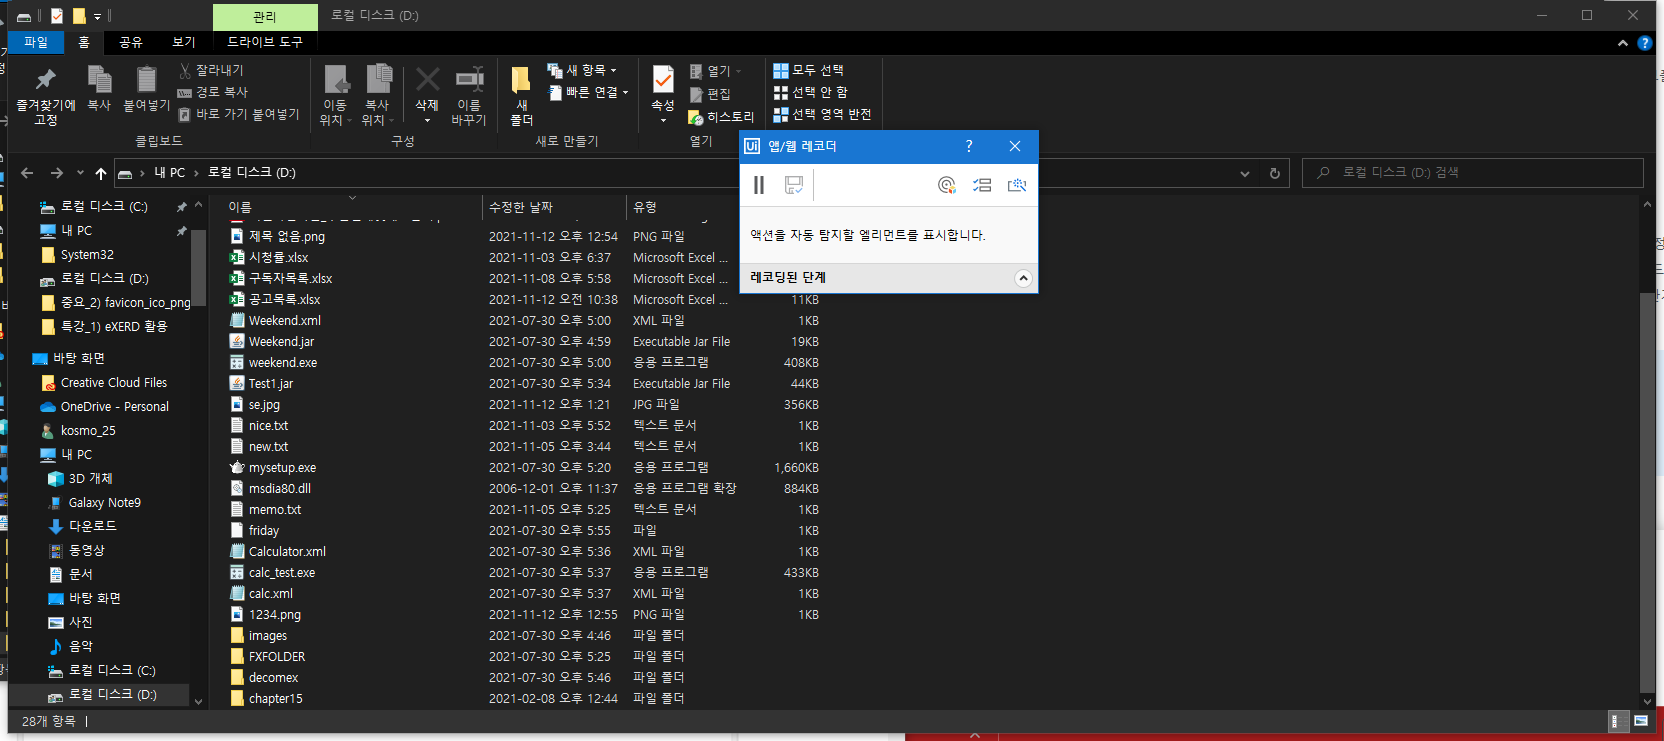 관리
로컬 디스크 (D:)
파일
홈
공유
보기
드라이브 도구
즐겨찾기에
고정
복사
붙여넣기
잘라내기
경로 복사
바로 가기 붙여넣기
클립보드
이동
위치
복사
위치
삭제
이름
바꾸기
구성
새
폴더
새 항목
빠른 연결
새로 만들기
속성
열기
편집
히스토리
열기
모두 선택
선택 안 함
선택 영역 반전
Ui 앱/웹 레코더 ?
액션을 자동 탐지할 엘리먼트를 표시합니다.
레코딩된 단계
내 PC › 로컬 디스크 (D:)
로컬 디스크 (D:) 검색
로컬 디스크 (C:)
내 PC
System32
로컬 디스크 (D:)
중요_2) favicon_ico_png
특강_1) eXERD 활용
바탕 화면
Creative Cloud Files
OneDrive - Personal
kosmo_25
내 PC
3D 개체
Galaxy Note9
다운로드
동영상
문서
바탕 화면
사진
음악
로컬 디스크 (C:)
로컬 디스크 (D:)
이름 수정한 날짜 유형
제목 없음.png 2021-11-12 오후 12:54 PNG 파일
시청률.xlsx 2021-11-03 오후 6:37 Microsoft Excel ...
구독자목록.xlsx 2021-11-08 오후 5:58 Microsoft Excel ...
공고목록.xlsx 2021-11-12 오전 10:38 Microsoft Excel ... 11KB
Weekend.xml 2021-07-30 오후 5:00 XML 파일 1KB
Weekend.jar 2021-07-30 오후 4:59 Executable Jar File 19KB
weekend.exe 2021-07-30 오후 5:00 응용 프로그램 408KB
Test1.jar 2021-07-30 오후 5:34 Executable Jar File 44KB
se.jpg 2021-11-12 오후 1:21 JPG 파일 356KB
nice.txt 2021-11-03 오후 5:52 텍스트 문서 1KB
new.txt 2021-11-05 오후 3:44 텍스트 문서 1KB
mysetup.exe 2021-07-30 오후 5:20 응용 프로그램 1,660KB
msdia80.dll 2006-12-01 오후 11:37 응용 프로그램 확장 884KB
memo.txt 2021-11-05 오후 5:25 텍스트 문서 1KB
friday 2021-07-30 오후 5:55 파일 1KB
Calculator.xml 2021-07-30 오후 5:36 XML 파일 1KB
calc_test.exe 2021-07-30 오후 5:37 응용 프로그램 433KB
calc.xml 2021-07-30 오후 5:37 XML 파일 1KB
1234.png 2021-11-12 오후 12:55 PNG 파일 1KB
images 2021-07-30 오후 4:46 파일 폴더
FXFOLDER 2021-07-30 오후 5:25 파일 폴더
decomex 2021-07-30 오후 5:46 파일 폴더
chapter15 2021-02-08 오후 12:44 파일 폴더
28개 항목